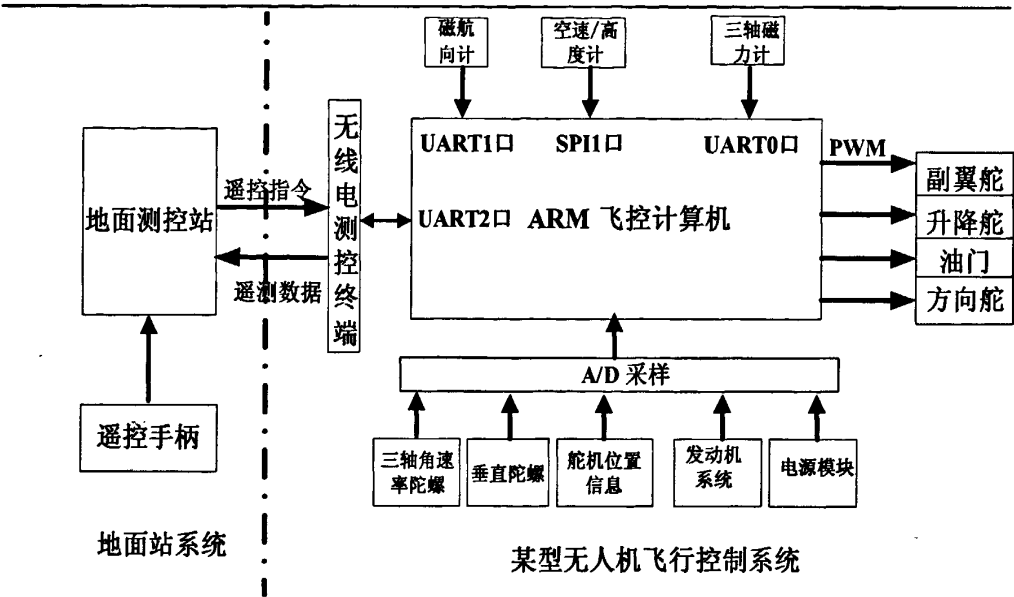 磁航
向计
空速/高
度计
三轴磁
力计
UART1口
SPI1口
UART0口
PWM
无线电测控终端
地面测控站
遥控指令
遥测数据
UART2口
ARM 飞控计算机
副翼舵
升降舵
油门
方向舵
A/D 采样
遥控手柄
三轴角速
率陀螺
垂直陀螺
舵机位置
信息
发动机
系统
电源模块
地面站系统
某型无人机飞行控制系统